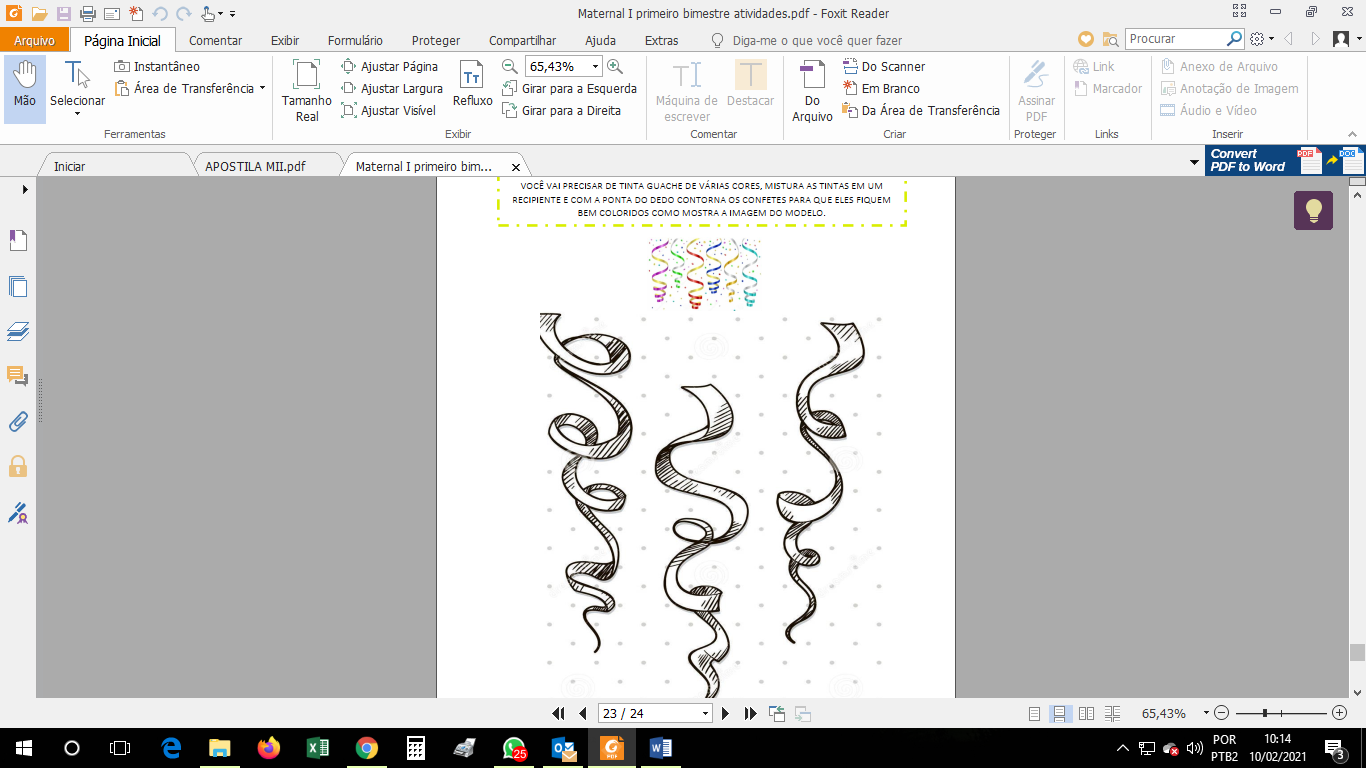 Maternal I primeiro bimestre atividades.pdf - Foxit Reader
Arquivo
Página Inicial
Comentar
Exibir
Formulário
Proteger
Compartilhar
Ajuda
Extras
Diga-me o que você quer fazer
Procurar
Mão
Selecionar
Instantâneo
Área de Transferência
Ferramentas
Tamanho
Real
Ajustar Página
Ajustar Largura
Ajustar Visível
Refluxo
65,43%
Girar para a Esquerda
Girar para a Direita
Exibir
Máquina de
escrever
Destacar
Comentar
Do
Arquivo
Do Scanner
Em Branco
Da Área de Transferência
Criar
Assinar
PDF
Proteger
Link
Marcador
Links
Anexo de Arquivo
Anotação de Imagem
Áudio e Vídeo
Inserir
Iniciar
APOSTILA MII.pdf
Maternal I primeiro bim...
Convert
PDF to Word
PDF
DOC
VOCÊ VAI PRECISAR DE TINTA GUACHE DE VÁRIAS CORES, MISTURA AS TINTAS EM UM
RECIPIENTE E COM A PONTA DO DEDO CONTORNA OS CONFETES PARA QUE ELES FIQUEM
BEM COLORIDOS COMO MOSTRA A IMAGEM DO MODELO.
23 / 24
65,43%
25
POR
PTB2
10:14
10/02/2021
3